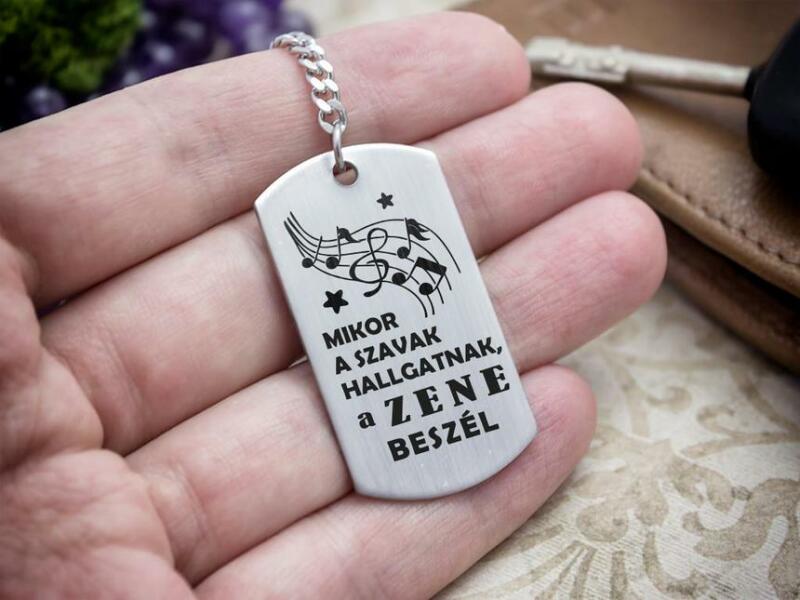 MIKOR
A SZAVAK
HALLGATNAK,
a ZENE
BESZÉL